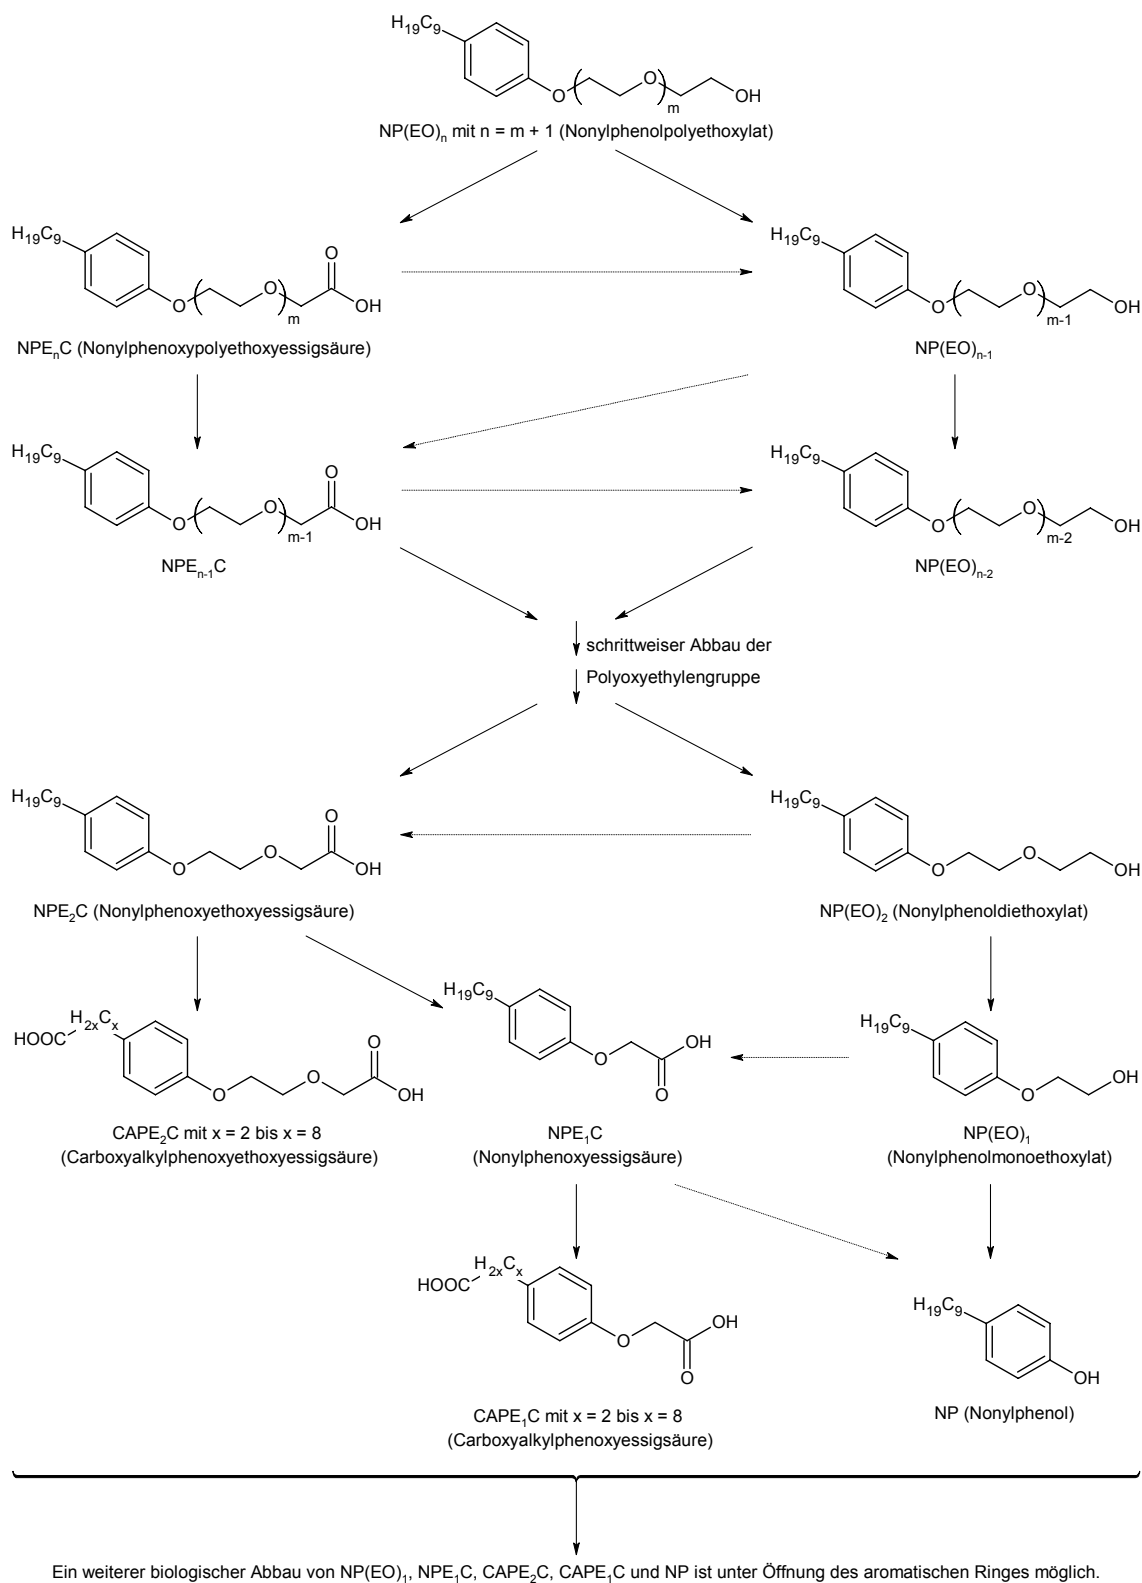 H₁₉C₉
O
O
OH
m
NP(EO)ₙ mit n = m + 1 (Nonylphenolpolyethoxylat)
H₁₉C₉
O
O
O
OH
m
NPEₙC (Nonylphenoxypolyethoxyessigsäure)
H₁₉C₉
O
O
OH
m-1
NP(EO)ₙ₋₁
H₁₉C₉
O
O
O
OH
m-1
NPEₙ₋₁C
H₁₉C₉
O
O
OH
m-2
NP(EO)ₙ₋₂
schrittweiser Abbau der
Polyoxyethylengruppe
H₁₉C₉
O
O
O
OH
NPE₂C (Nonylphenoxyethoxyessigsäure)
H₁₉C₉
O
O
OH
NP(EO)₂ (Nonylphenoldiethoxylat)
HOOC
H₂ₓCₓ
O
O
O
OH
CAPE₂C mit x = 2 bis x = 8
(Carboxyalkylphenoxyethoxyessigsäure)
H₁₉C₉
O
OH
O
NPE₁C
(Nonylphenoxyessigsäure)
H₁₉C₉
O
OH
NP(EO)₁
(Nonylphenolmonoethoxylat)
HOOC
H₂ₓCₓ
O
OH
O
CAPE₁C mit x = 2 bis x = 8
(Carboxyalkylphenoxyessigsäure)
H₁₉C₉
OH
NP (Nonylphenol)
Ein weiterer biologischer Abbau von NP(EO)₁, NPE₁C, CAPE₂C, CAPE₁C und NP ist unter Öffnung des aromatischen Ringes möglich.